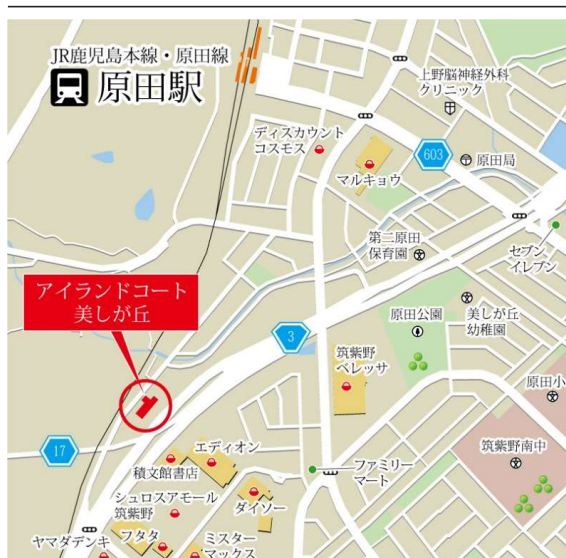 JR鹿児島本線・原田線
原田駅
上野脳神経外科
クリニック
ディスカウント
コスモス
マルキョウ
603
原田局
第二原田
保育園
セブン
イレブン
アイランドコート
美しが丘
3
原田公園
美しが丘
幼稚園
筑紫野
ベレッサ
原田小
17
エディオン
積文館書店
筑紫野南中
ファミリー
マート
シュロスアモール
筑紫野
ダイソー
ヤマダデンキ
フタタ
ミスター
マックス